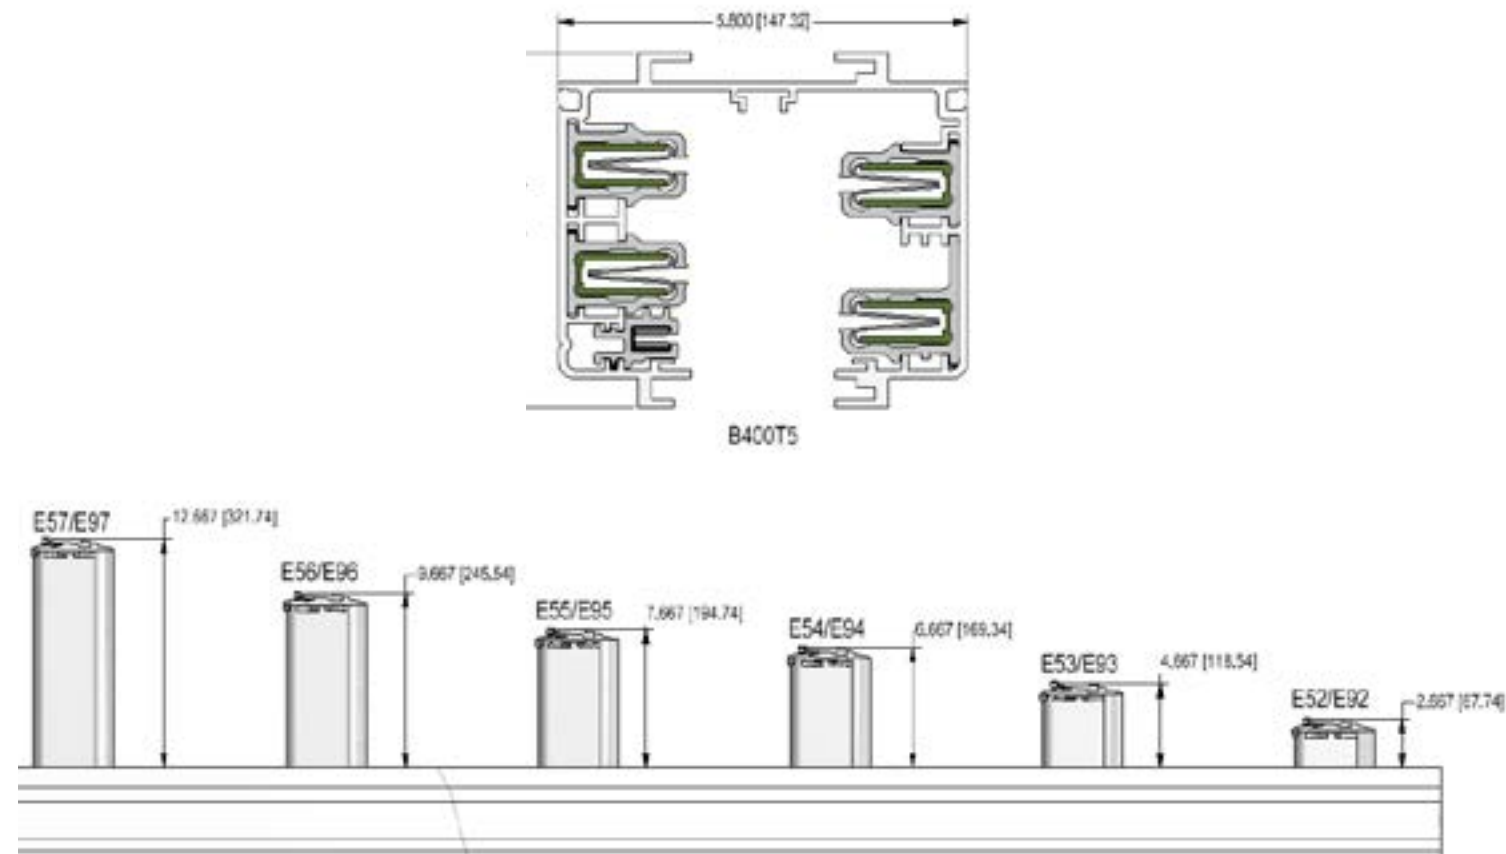 5.800 [147.32]
B400T5
E57/E97
12.667 [321.74]
E56/E96
9.667 [245.54]
E55/E95
7.667 [194.74]
E54/E94
6.667 [169.34]
E53/E93
4.667 [118.54]
E52/E92
2.667 [67.74]